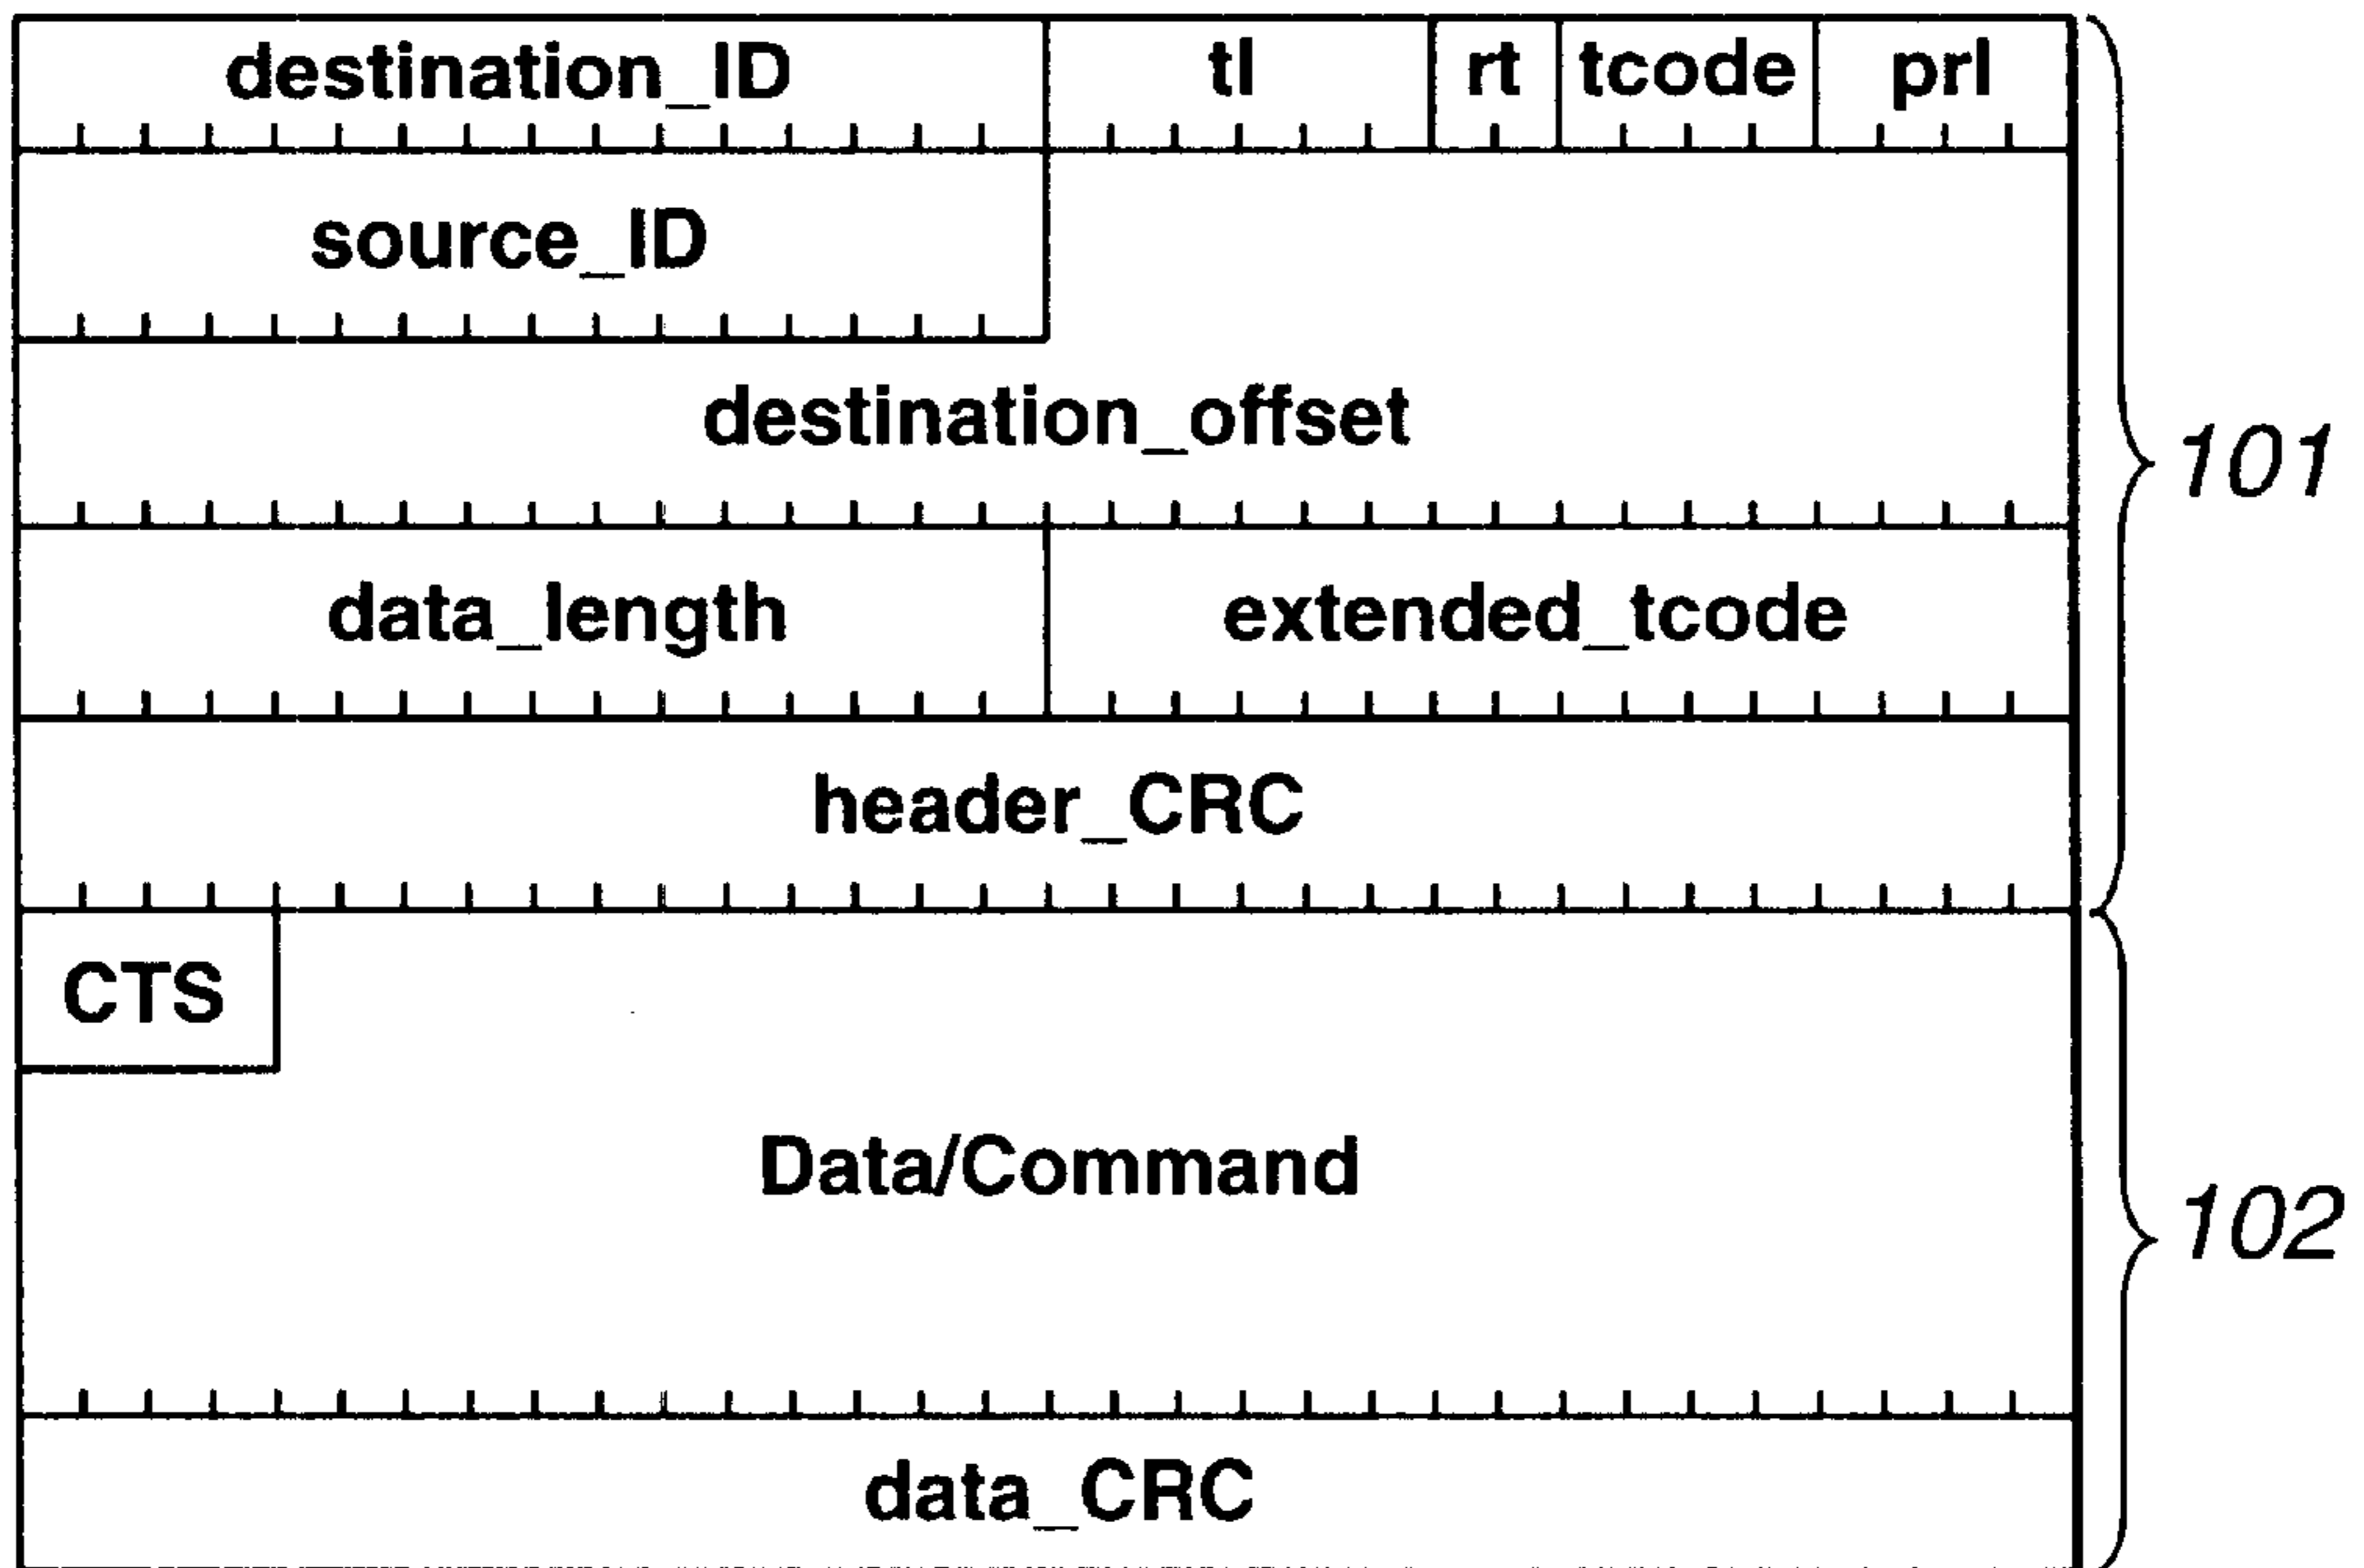 destination_ID tl rt tcode prl
source_ID
destination_offset
101
data_length extended_tcode
header_CRC
CTS
Data/Command
102
data_CRC